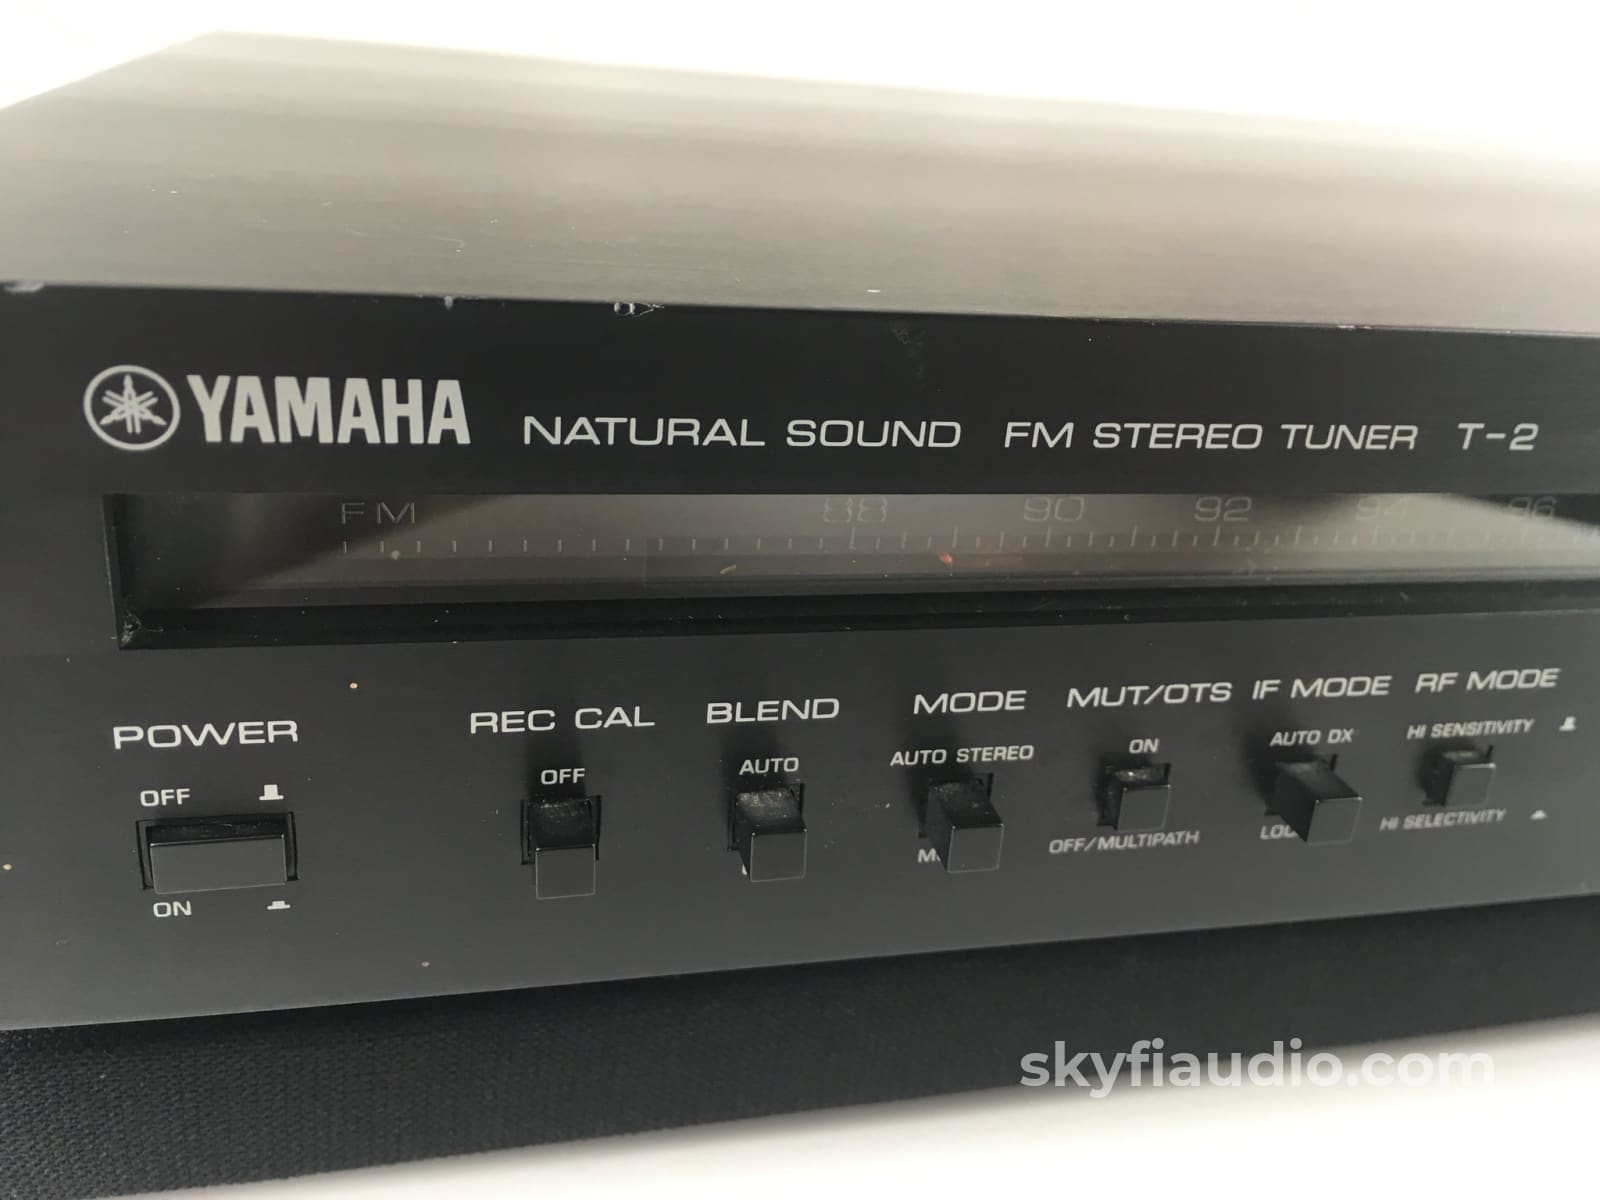 YAMAHA NATURAL SOUND FM STEREO TUNER T-2
FM 88 90 92 94 96
POWER REC CAL BLEND MODE MUT/OTS IF MODE RF MODE
OFF OFF AUTO AUTO STEREO ON AUTO DX HI SENSITIVITY
ON OFF/MULTIPATH HI SELECTIVITY
skyfiaudio.com